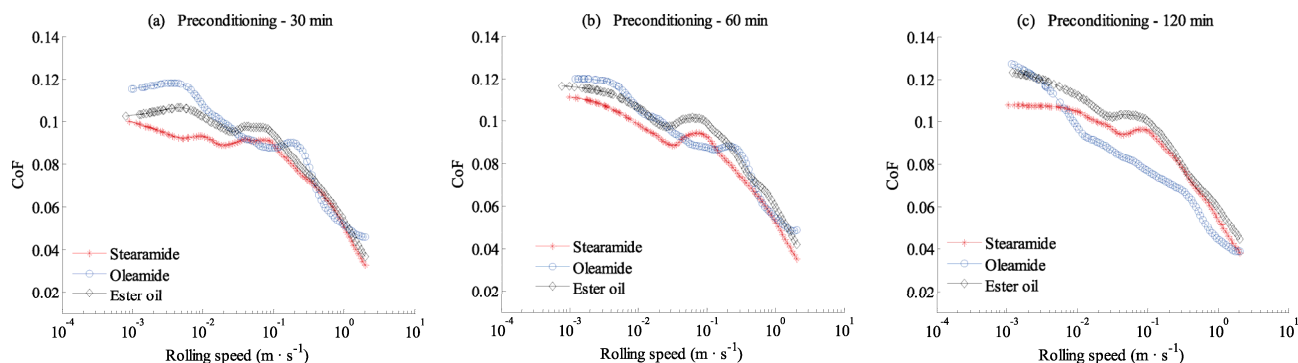 (a) Preconditioning - 30 min
0.14
0.12
0.1
0.08
0.06
0.04
0.02
CoF
Stearamide
Oleamide
Ester oil
10⁻⁴ 10⁻³ 10⁻² 10⁻¹ 10⁰ 10¹
Rolling speed (m · s⁻¹)
(b) Preconditioning - 60 min
0.14
0.12
0.1
0.08
0.06
0.04
0.02
CoF
Stearamide
Oleamide
Ester oil
10⁻⁴ 10⁻³ 10⁻² 10⁻¹ 10⁰ 10¹
Rolling speed (m · s⁻¹)
(c) Preconditioning - 120 min
0.14
0.12
0.1
0.08
0.06
0.04
0.02
CoF
Stearamide
Oleamide
Ester oil
10⁻⁴ 10⁻³ 10⁻² 10⁻¹ 10⁰ 10¹
Rolling speed (m · s⁻¹)